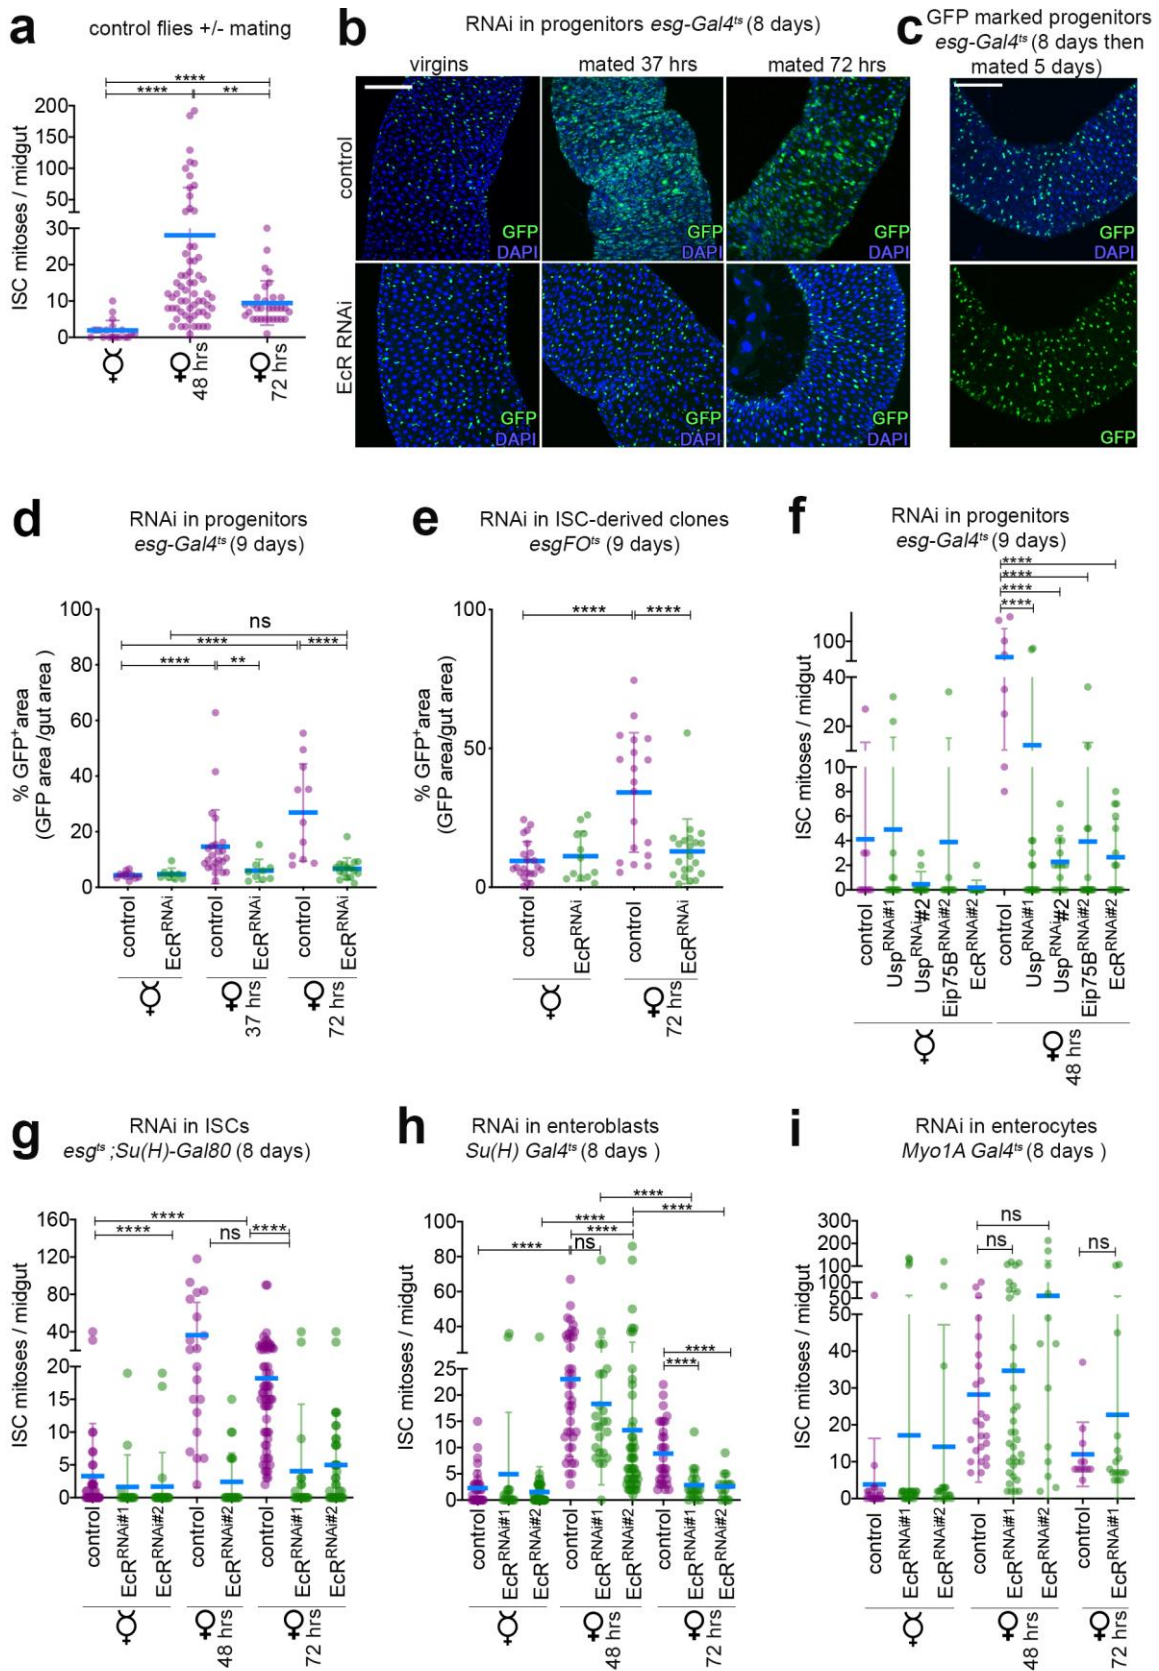 a
control flies +/- mating
****
**** **
200
150
100
50
30
20
10
0
ISC mitoses / midgut
48 hrs
72 hrs
b
RNAi in progenitors esg-Gal4ts (8 days)
virgins mated 37 hrs mated 72 hrs
control
EcR RNAi
GFP
DAPI
GFP
DAPI
GFP
DAPI
GFP
DAPI
GFP
DAPI
GFP
DAPI
c
GFP marked progenitors
esg-Gal4ts (8 days then
mated 5 days)
GFP
DAPI
GFP
d
RNAi in progenitors
esg-Gal4ts (9 days)
% GFP+area
(GFP area /gut area )
100
80
60
40
20
0
ns
**** ****
**** **
control
EcRRNAi
control
EcRRNAi
control
EcRRNAi
37 hrs
72 hrs
e
RNAi in ISC-derived clones
esgFOts (9 days)
% GFP+area
(GFP area/gut area)
100
50
0
**** ****
control
EcRRNAi
control
EcRRNAi
72 hrs
f
RNAi in progenitors
esg-Gal4ts (9 days)
ISC mitoses / midgut
100
40
20
10
8
6
4
2
0
****
****
****
****
control
UspRNAi#1
UspRNAi#2
Eip75BRNAi#2
EcRRNAi#2
control
UspRNAi#1
UspRNAi#2
Eip75BRNAi#2
EcRRNAi#2
48 hrs
g
RNAi in ISCs
esgts ;Su(H)-Gal80 (8 days)
ISC mitoses / midgut
160
120
80
40
20
15
10
5
0
****
**** ns ****
control
EcRRNAi#1
EcRRNAi#2
control
EcRRNAi#2
control
EcRRNAi#1
EcRRNAi#2
48 hrs
72 hrs
h
RNAi in enteroblasts
Su(H) Gal4ts (8 days )
ISC mitoses / midgut
100
80
60
40
25
20
15
10
5
0
****
****
****
****
**** ns
****
****
control
EcRRNAi#1
EcRRNAi#2
control
EcRRNAi#1
EcRRNAi#2
control
EcRRNAi#1
EcRRNAi#2
48 hrs
72 hrs
i
RNAi in enterocytes
Myo1A Gal4ts (8 days )
ISC mitoses / midgut
300
200
100
100
50
50
40
30
20
10
0
ns
ns ns
control
EcRRNAi#1
EcRRNAi#2
control
EcRRNAi#1
EcRRNAi#2
control
EcRRNAi#1
48 hrs
72 hrs